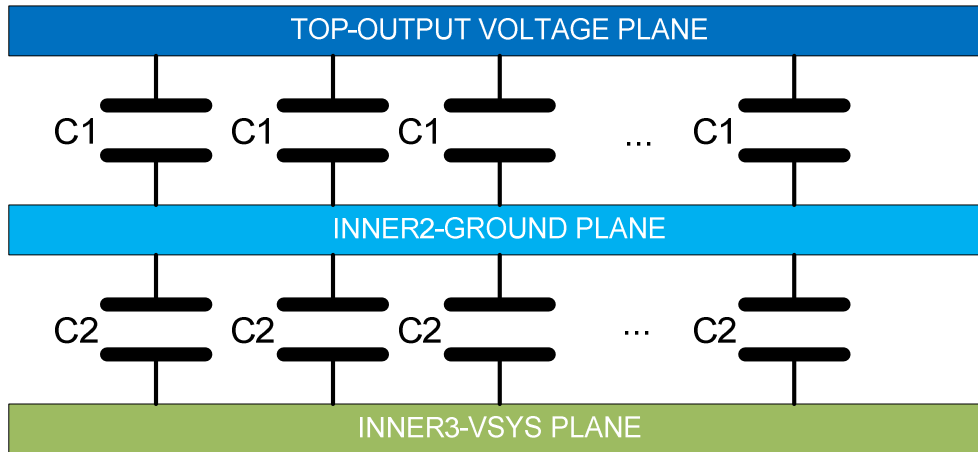 TOP-OUTPUT VOLTAGE PLANE
C1 C1 C1 ... C1
INNER2-GROUND PLANE
C2 C2 C2 ... C2
INNER3-VSYS PLANE